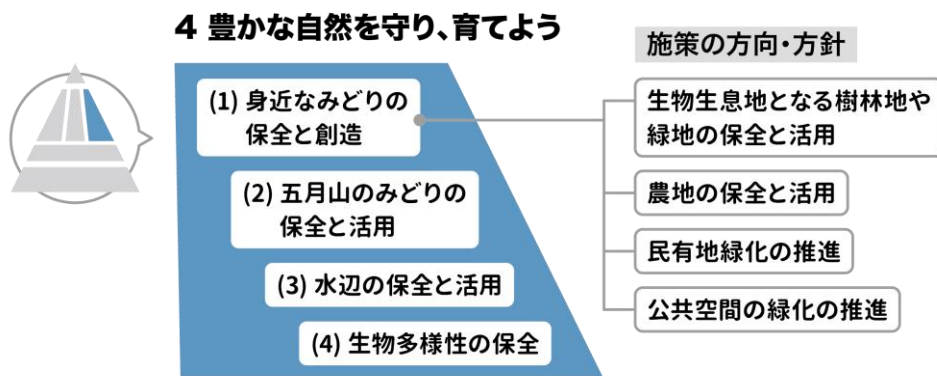 4 豊かな自然を守り、育てよう
(1) 身近なみどりの
保全と創造
(2) 五月山のみどりの
保全と活用
(3) 水辺の保全と活用
(4) 生物多様性の保全
施策の方向・方針
生物生息地となる樹林地や
緑地の保全と活用
農地の保全と活用
民有地緑化の推進
公共空間の緑化の推進